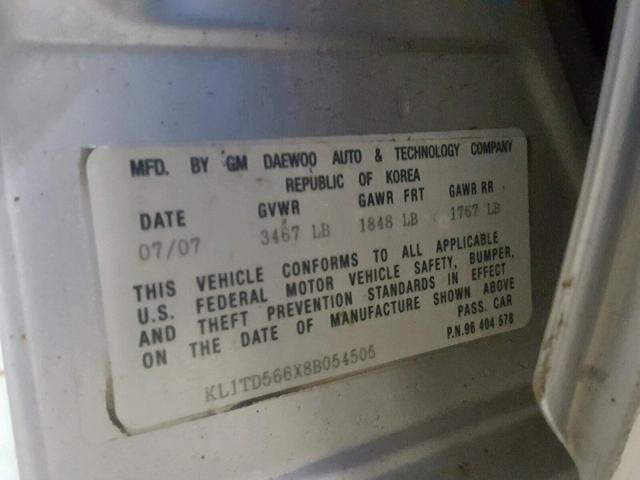 MFD. BY GM DAEWOO AUTO & TECHNOLOGY COMPANY
REPUBLIC OF KOREA
DATE GVWR GAWR FRT GAWR RR
07/07 3467 LB 1848 LB 1767 LB
THIS VEHICLE CONFORMS TO ALL APPLICABLE
U.S. FEDERAL MOTOR VEHICLE SAFETY, BUMPER,
AND THEFT PREVENTION STANDARDS IN EFFECT
ON THE DATE OF MANUFACTURE SHOWN ABOVE
PASS. CAR
P.N.96 404 578
KL1TD566X8B054505